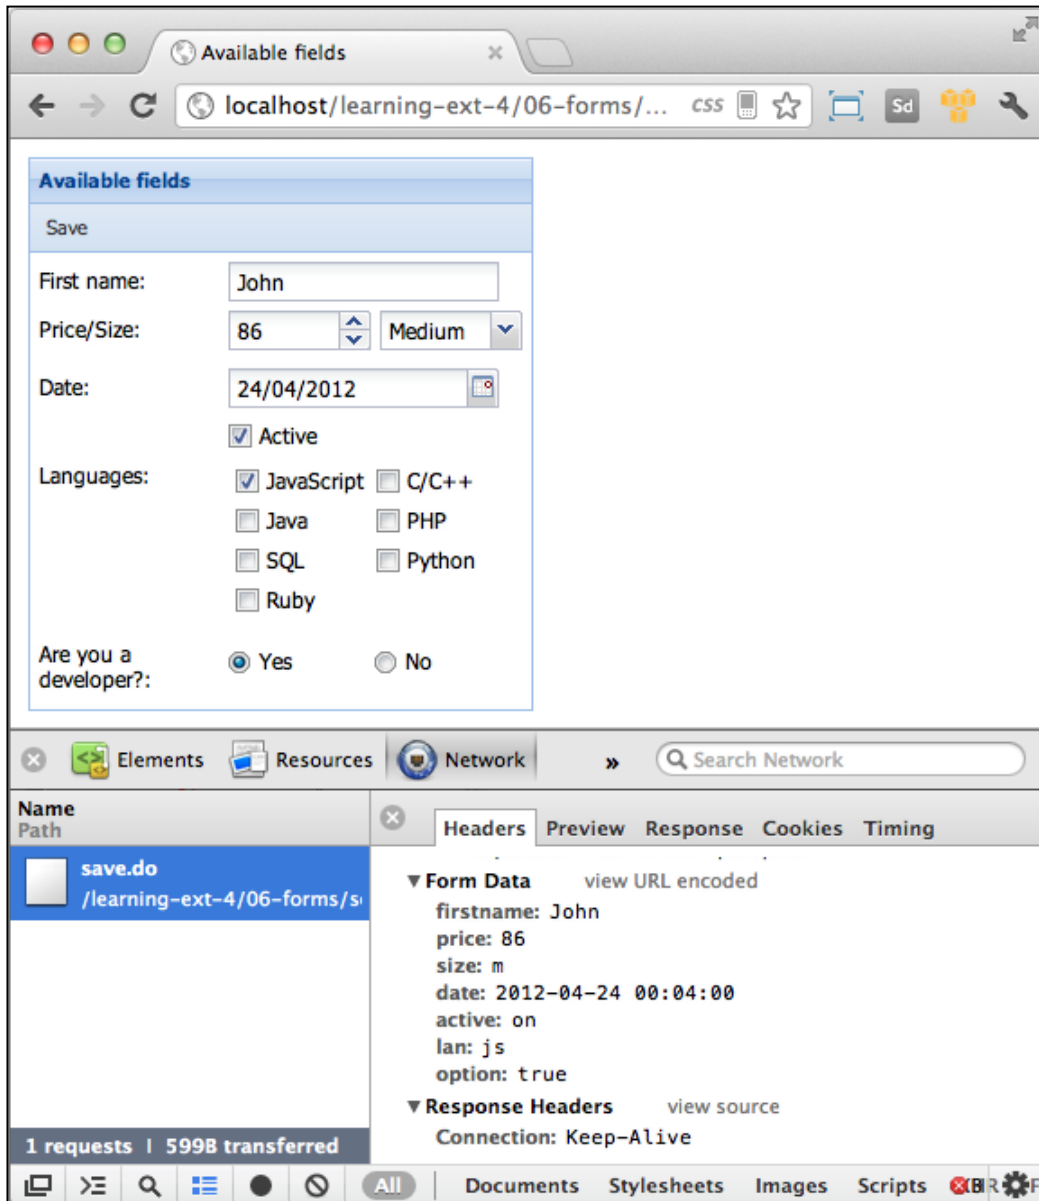 Available fields
localhost/learning-ext-4/06-forms/... CSS Sd
Available fields
Save
First name: John
Price/Size: 86 Medium
Date: 24/04/2012
Active
Languages: JavaScript C/C++
Java PHP
SQL Python
Ruby
Are you a
developer?: Yes No
Elements Resources Network » Search Network
Name
Path
Headers Preview Response Cookies Timing
save.do
/learning-ext-4/06-forms/s
Form Data view URL encoded
firstname: John
price: 86
size: m
date: 2012-04-24 00:04:00
active: on
lan: js
option: true
Response Headers view source
Connection: Keep-Alive
1 requests | 599B transferred
All Documents Stylesheets Images Scripts